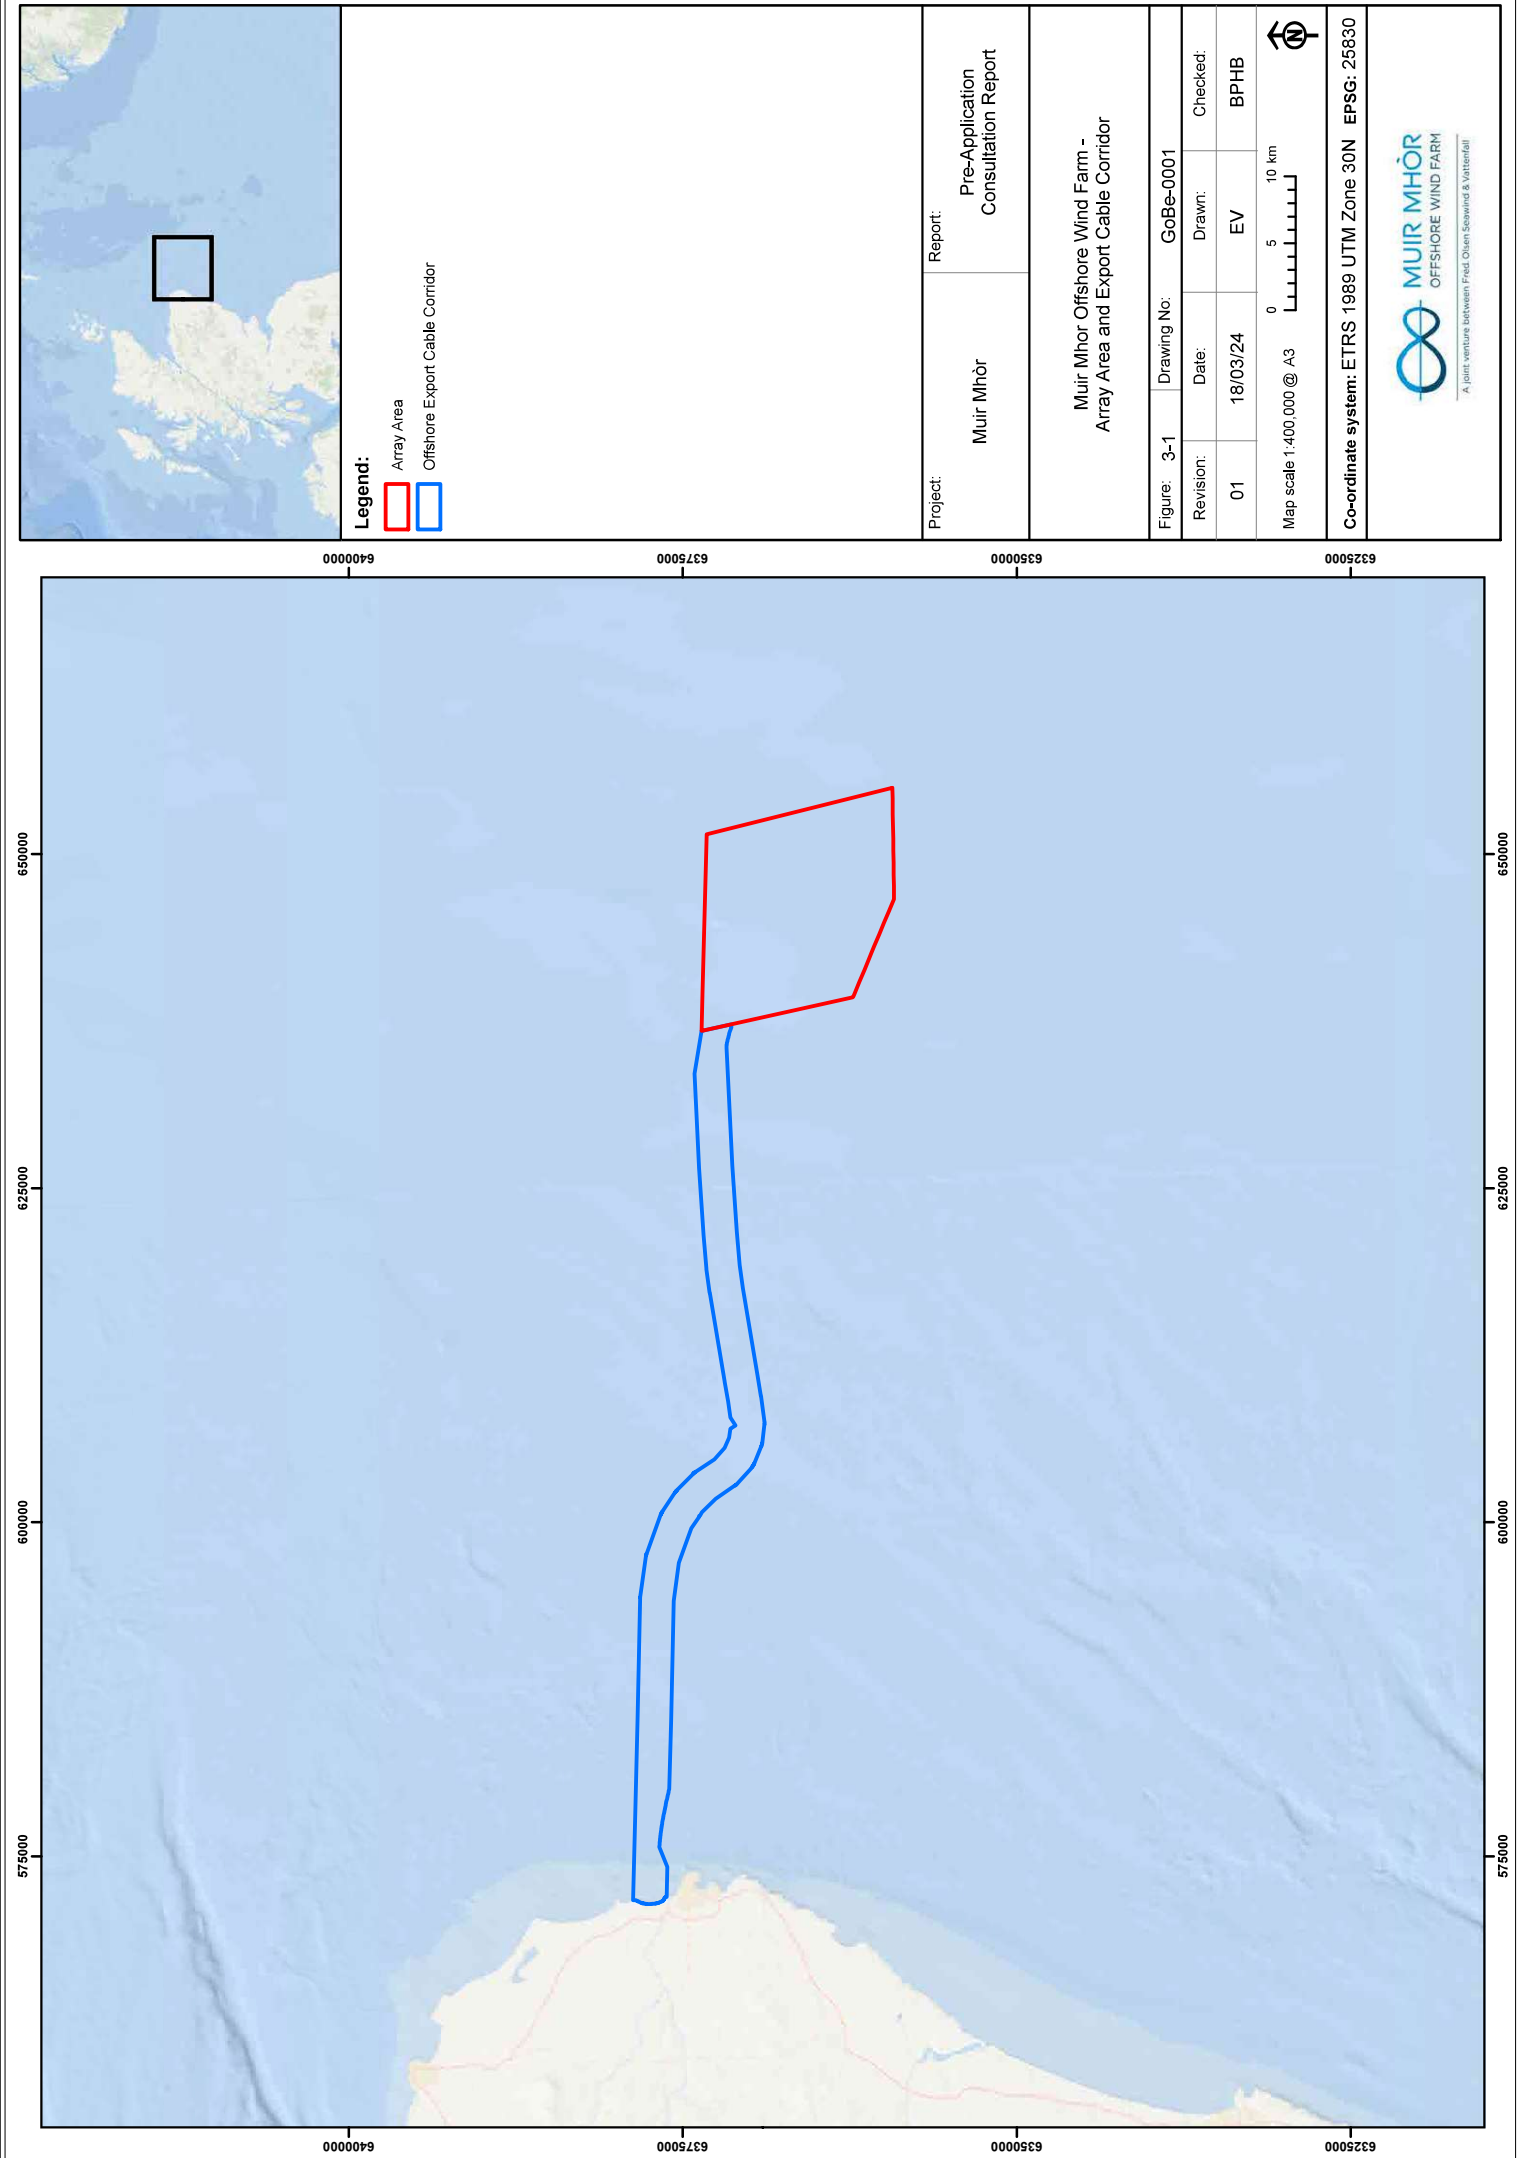 575000
600000
625000
650000
6400000
6375000
6350000
6325000
6400000
6375000
6350000
6325000
575000
600000
625000
650000
Legend:
Array Area
Offshore Export Cable Corridor
Project:
Muir Mhòr
Report:
Pre-Application
Consultation Report
Muir Mhor Offshore Wind Farm -
Array Area and Export Cable Corridor
Figure: 3-1 Drawing No: GoBe-0001
Revision: Date: Drawn: Checked:
01 18/03/24 EV BPHB
Map scale 1:400,000 @ A3
0 5 10 km
N
Co-ordinate system: ETRS 1989 UTM Zone 30N EPSG: 25830
MUIR MHÒR
OFFSHORE WIND FARM
A joint venture between Fred. Olsen Seawind & Vattenfall